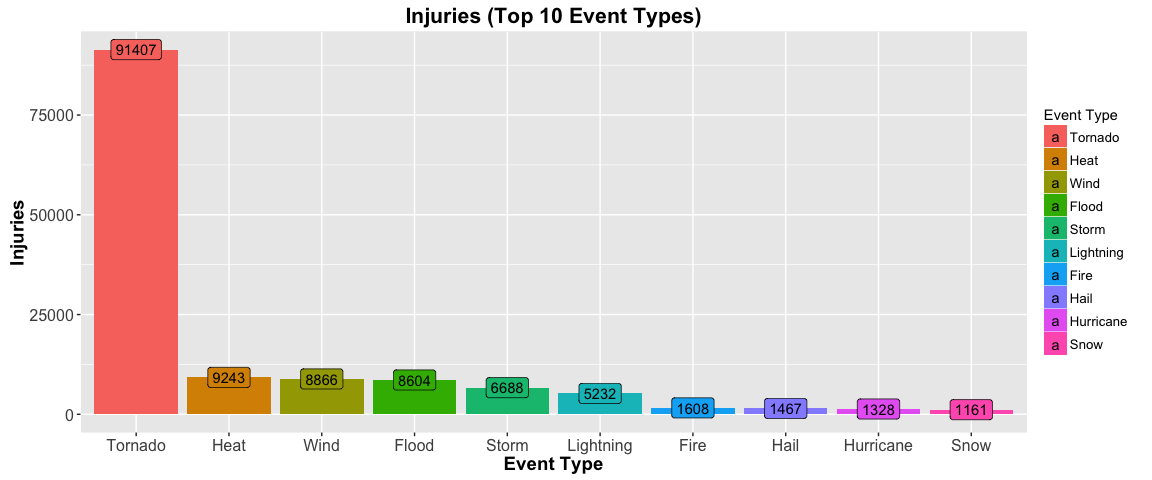 Injuries (Top 10 Event Types)
Injuries
75000
50000
25000
0
91407
9243
8866
8604
6688
5232
1608
1467
1328
1161
Tornado
Heat
Wind
Flood
Storm
Lightning
Fire
Hail
Hurricane
Snow
Event Type
Event Type
a Tornado
a Heat
a Wind
a Flood
a Storm
a Lightning
a Fire
a Hail
a Hurricane
a Snow